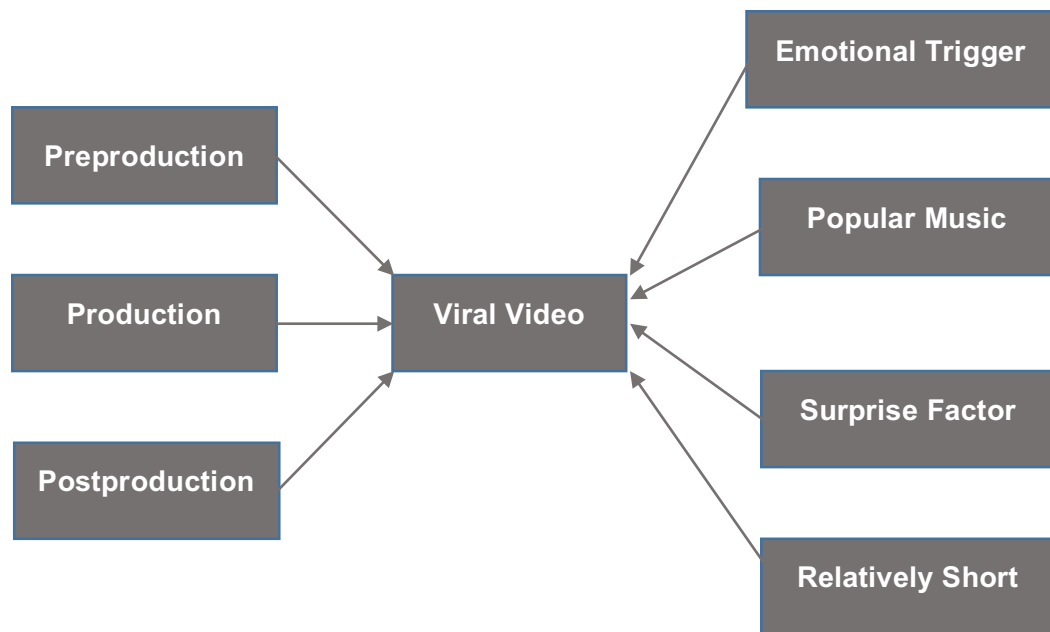 Emotional Trigger
Preproduction
Popular Music
Production
Viral Video
Surprise Factor
Postproduction
Relatively Short